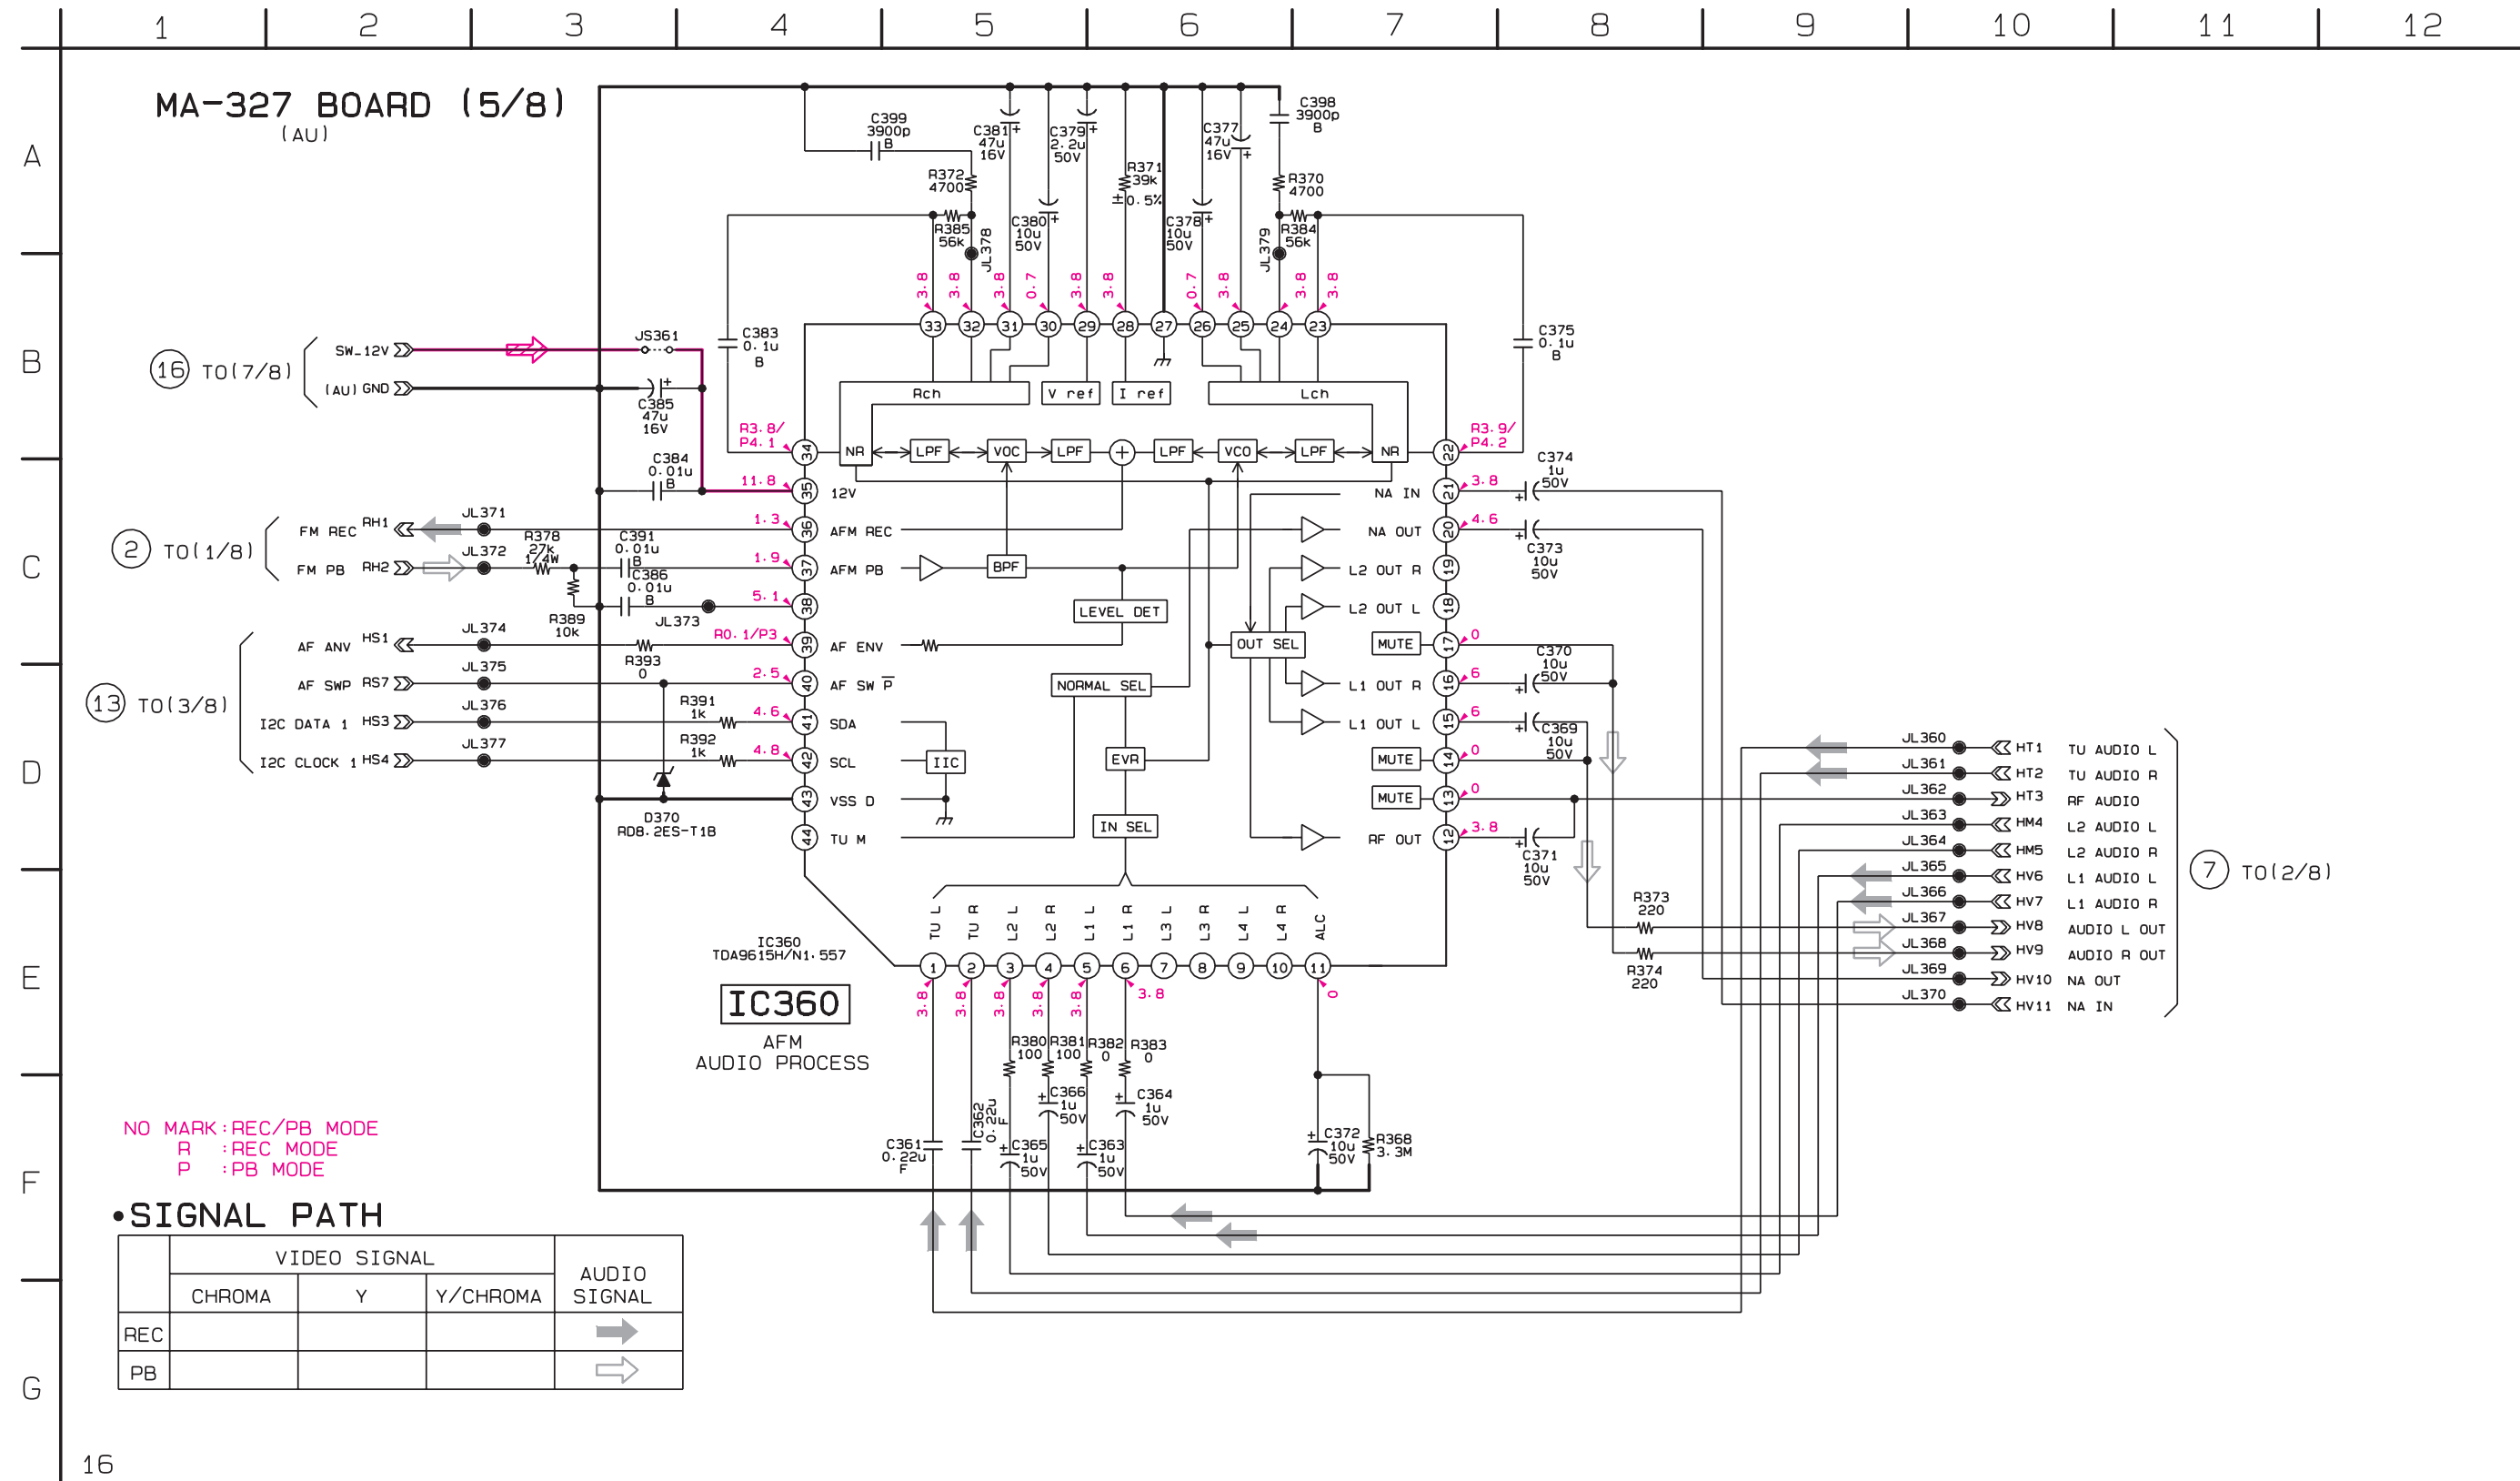 1 2 3 4 5 6 7 8 9 10 11 12
A
B
C
D
E
F
G
MA-327 BOARD (5/8)
(AU)
C399
3900p
B
C381
47u
16V
C379
2.2u
50V
C377
47u
16V
C398
3900p
B
R372
4700
R371
39k
±0.5%
R370
4700
R385
56k
JL378
C380
10u
50V
C378
10u
50V
JL379
R384
56k
3.8 3.8 3.8 0.7 3.8 3.8 0.7 3.8 3.8 3.8
33 32 31 30 29 28 27 26 25 24 23
C383
0.1u
B
C375
0.1u
B
16 TO(7/8)
SW_12V
(AU) GND
JS361
C385
47u
16V
C384
0.01u
B
Rch V ref I ref Lch
R3.8/
P4.1
34 NR LPF VOC LPF + LPF VCO LPF NR 22
R3.9/
P4.2
11.8 35 12V
NA IN 21 3.8
C374
1u
50V
2 TO(1/8)
FM REC RH1 JL371
1.3 36 AFM REC
NA OUT 20 4.6
C373
10u
50V
FM PB RH2 JL372
R378
27k
1/4W
C391
0.01u
B
1.9 37 AFM PB
BPF
L2 OUT R 19
C386
0.01u
B
JL373
5.1 38
LEVEL DET
L2 OUT L 18
R389
10k
13 TO(3/8)
AF ANV HS1 JL374
R393
0
R0.1/P3 39 AF ENV
OUT SEL
MUTE 17 0
C370
10u
50V
AF SWP RS7 JL375
2.5 40 AF SW P̅
NORMAL SEL
L1 OUT R 16 6
I2C DATA 1 HS3 JL376
R391
1k
4.6 41 SDA
L1 OUT L 15 6
C369
10u
50V
I2C CLOCK 1 HS4 JL377
R392
1k
4.8 42 SCL
IIC
EVR
MUTE 14 0
43 VSS D
MUTE 13 0
D370
RD8.2ES-T1B
44 TU M
IN SEL
RF OUT 12 3.8
C371
10u
50V
JL360 HT1 TU AUDIO L
JL361 HT2 TU AUDIO R
JL362 HT3 RF AUDIO
JL363 HM4 L2 AUDIO L
JL364 HM5 L2 AUDIO R
JL365 HV6 L1 AUDIO L
JL366 HV7 L1 AUDIO R
JL367 HV8 AUDIO L OUT
JL368 HV9 AUDIO R OUT
JL369 HV10 NA OUT
JL370 HV11 NA IN
7 TO(2/8)
R373
220
R374
220
TU L TU R L2 L L2 R L1 L L1 R L3 L L3 R L4 L L4 R ALC
IC360
TDA9615H/N1.557
1 2 3 4 5 6 7 8 9 10 11
3.8 3.8 3.8 3.8 3.8 3.8 0
IC360
AFM
AUDIO PROCESS
R380
100
R381
100
R382
0
R383
0
C366
1u
50V
C364
1u
50V
C361
0.22u
F
C362
0.22u
F
C365
1u
50V
C363
1u
50V
C372
10u
50V
R368
3.3M
NO MARK:REC/PB MODE
R :REC MODE
P :PB MODE
•SIGNAL PATH
VIDEO SIGNAL
AUDIO
SIGNAL
CHROMA Y Y/CHROMA
REC
PB
16